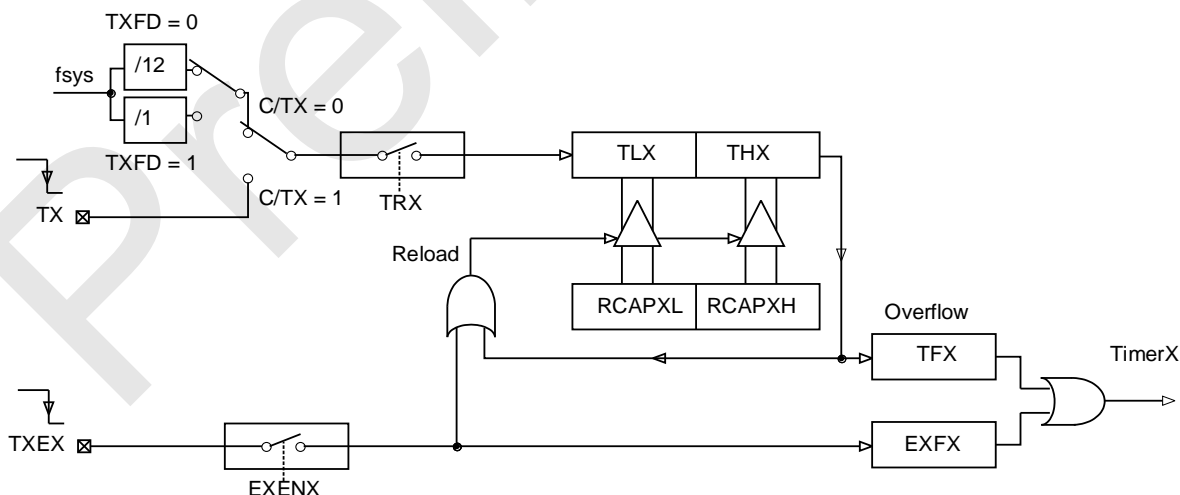 TXFD = 0
/12
fsys
C/TX = 0
/1
TXFD = 1
TX
C/TX = 1
TRX
TLX
THX
Reload
RCAPXL
RCAPXH
Overflow
TFX
TimerX
TXEX
EXENX
EXFX